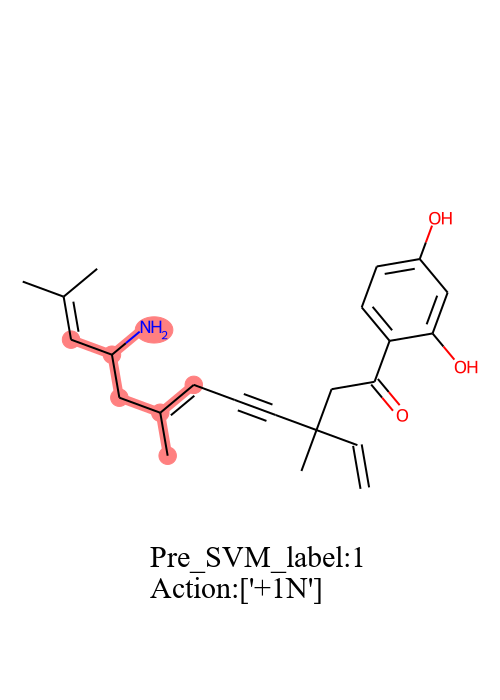 OH
NH2
OH
O
Pre_SVM_label:1
Action:['+1N']